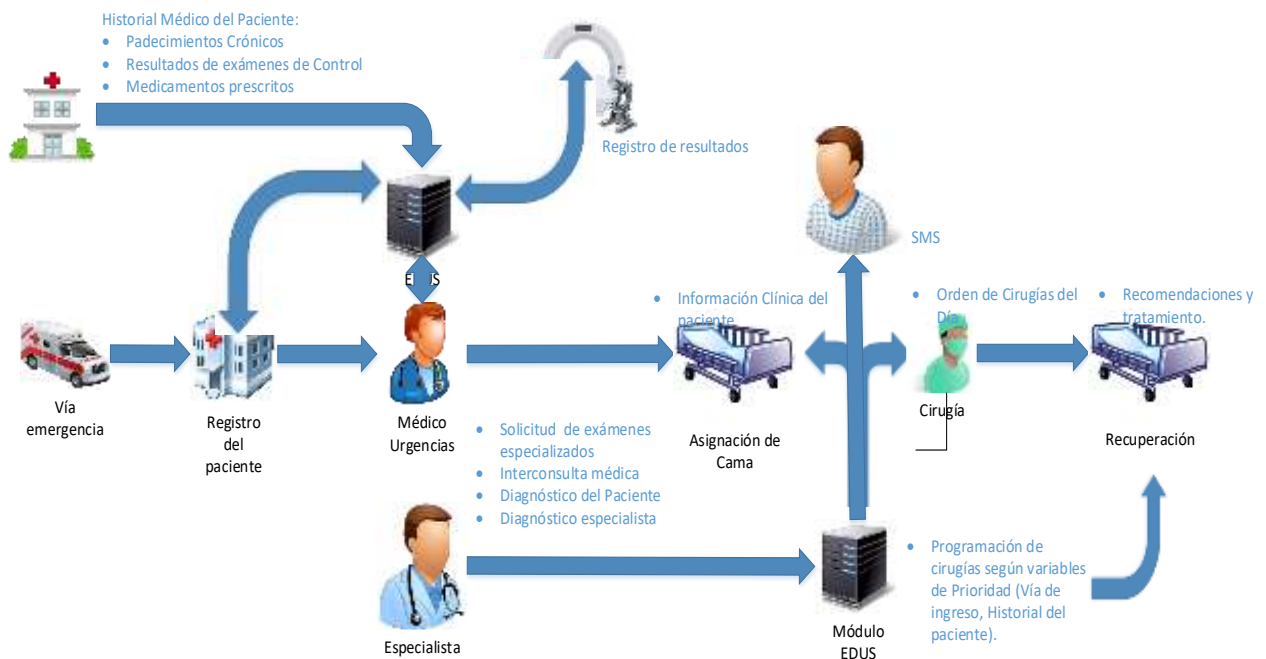 Historial Médico del Paciente:
• Padecimientos Crónicos
• Resultados de exámenes de Control
• Medicamentos prescritos
Registro de resultados
SMS
• Información Clínica del
paciente
• Orden de Cirugías del
Día
• Recomendaciones y
tratamiento.
Vía
emergencia
Registro
del
paciente
Médico
Urgencias
• Solicitud de exámenes
especializados
• Interconsulta médica
• Diagnóstico del Paciente
• Diagnóstico especialista
Asignación de
Cama
Cirugía
Recuperación
• Programación de
cirugías según variables
de Prioridad (Vía de
ingreso, Historial del
paciente).
Especialista
Módulo
EDUS